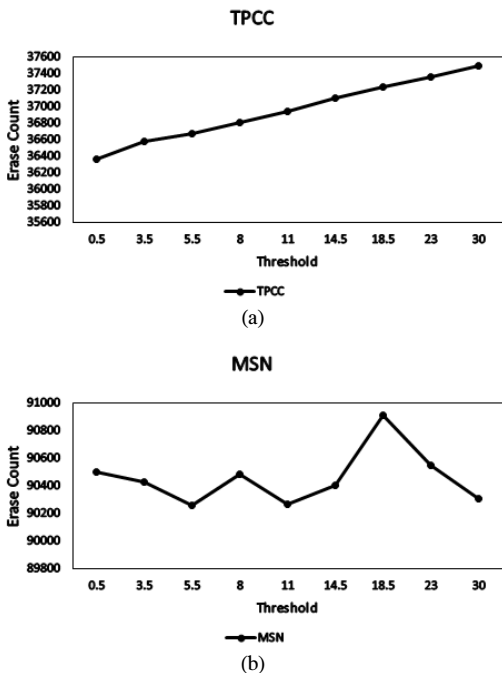 TPCC
37600
37400
37200
37000
36800
36600
36400
36200
36000
35800
35600
Erase Count
0.5 3.5 5.5 8 11 14.5 18.5 23 30
Threshold
TPCC
(a)
MSN
91000
90800
90600
90400
90200
90000
89800
Erase Count
0.5 3.5 5.5 8 11 14.5 18.5 23 30
Threshold
MSN
(b)